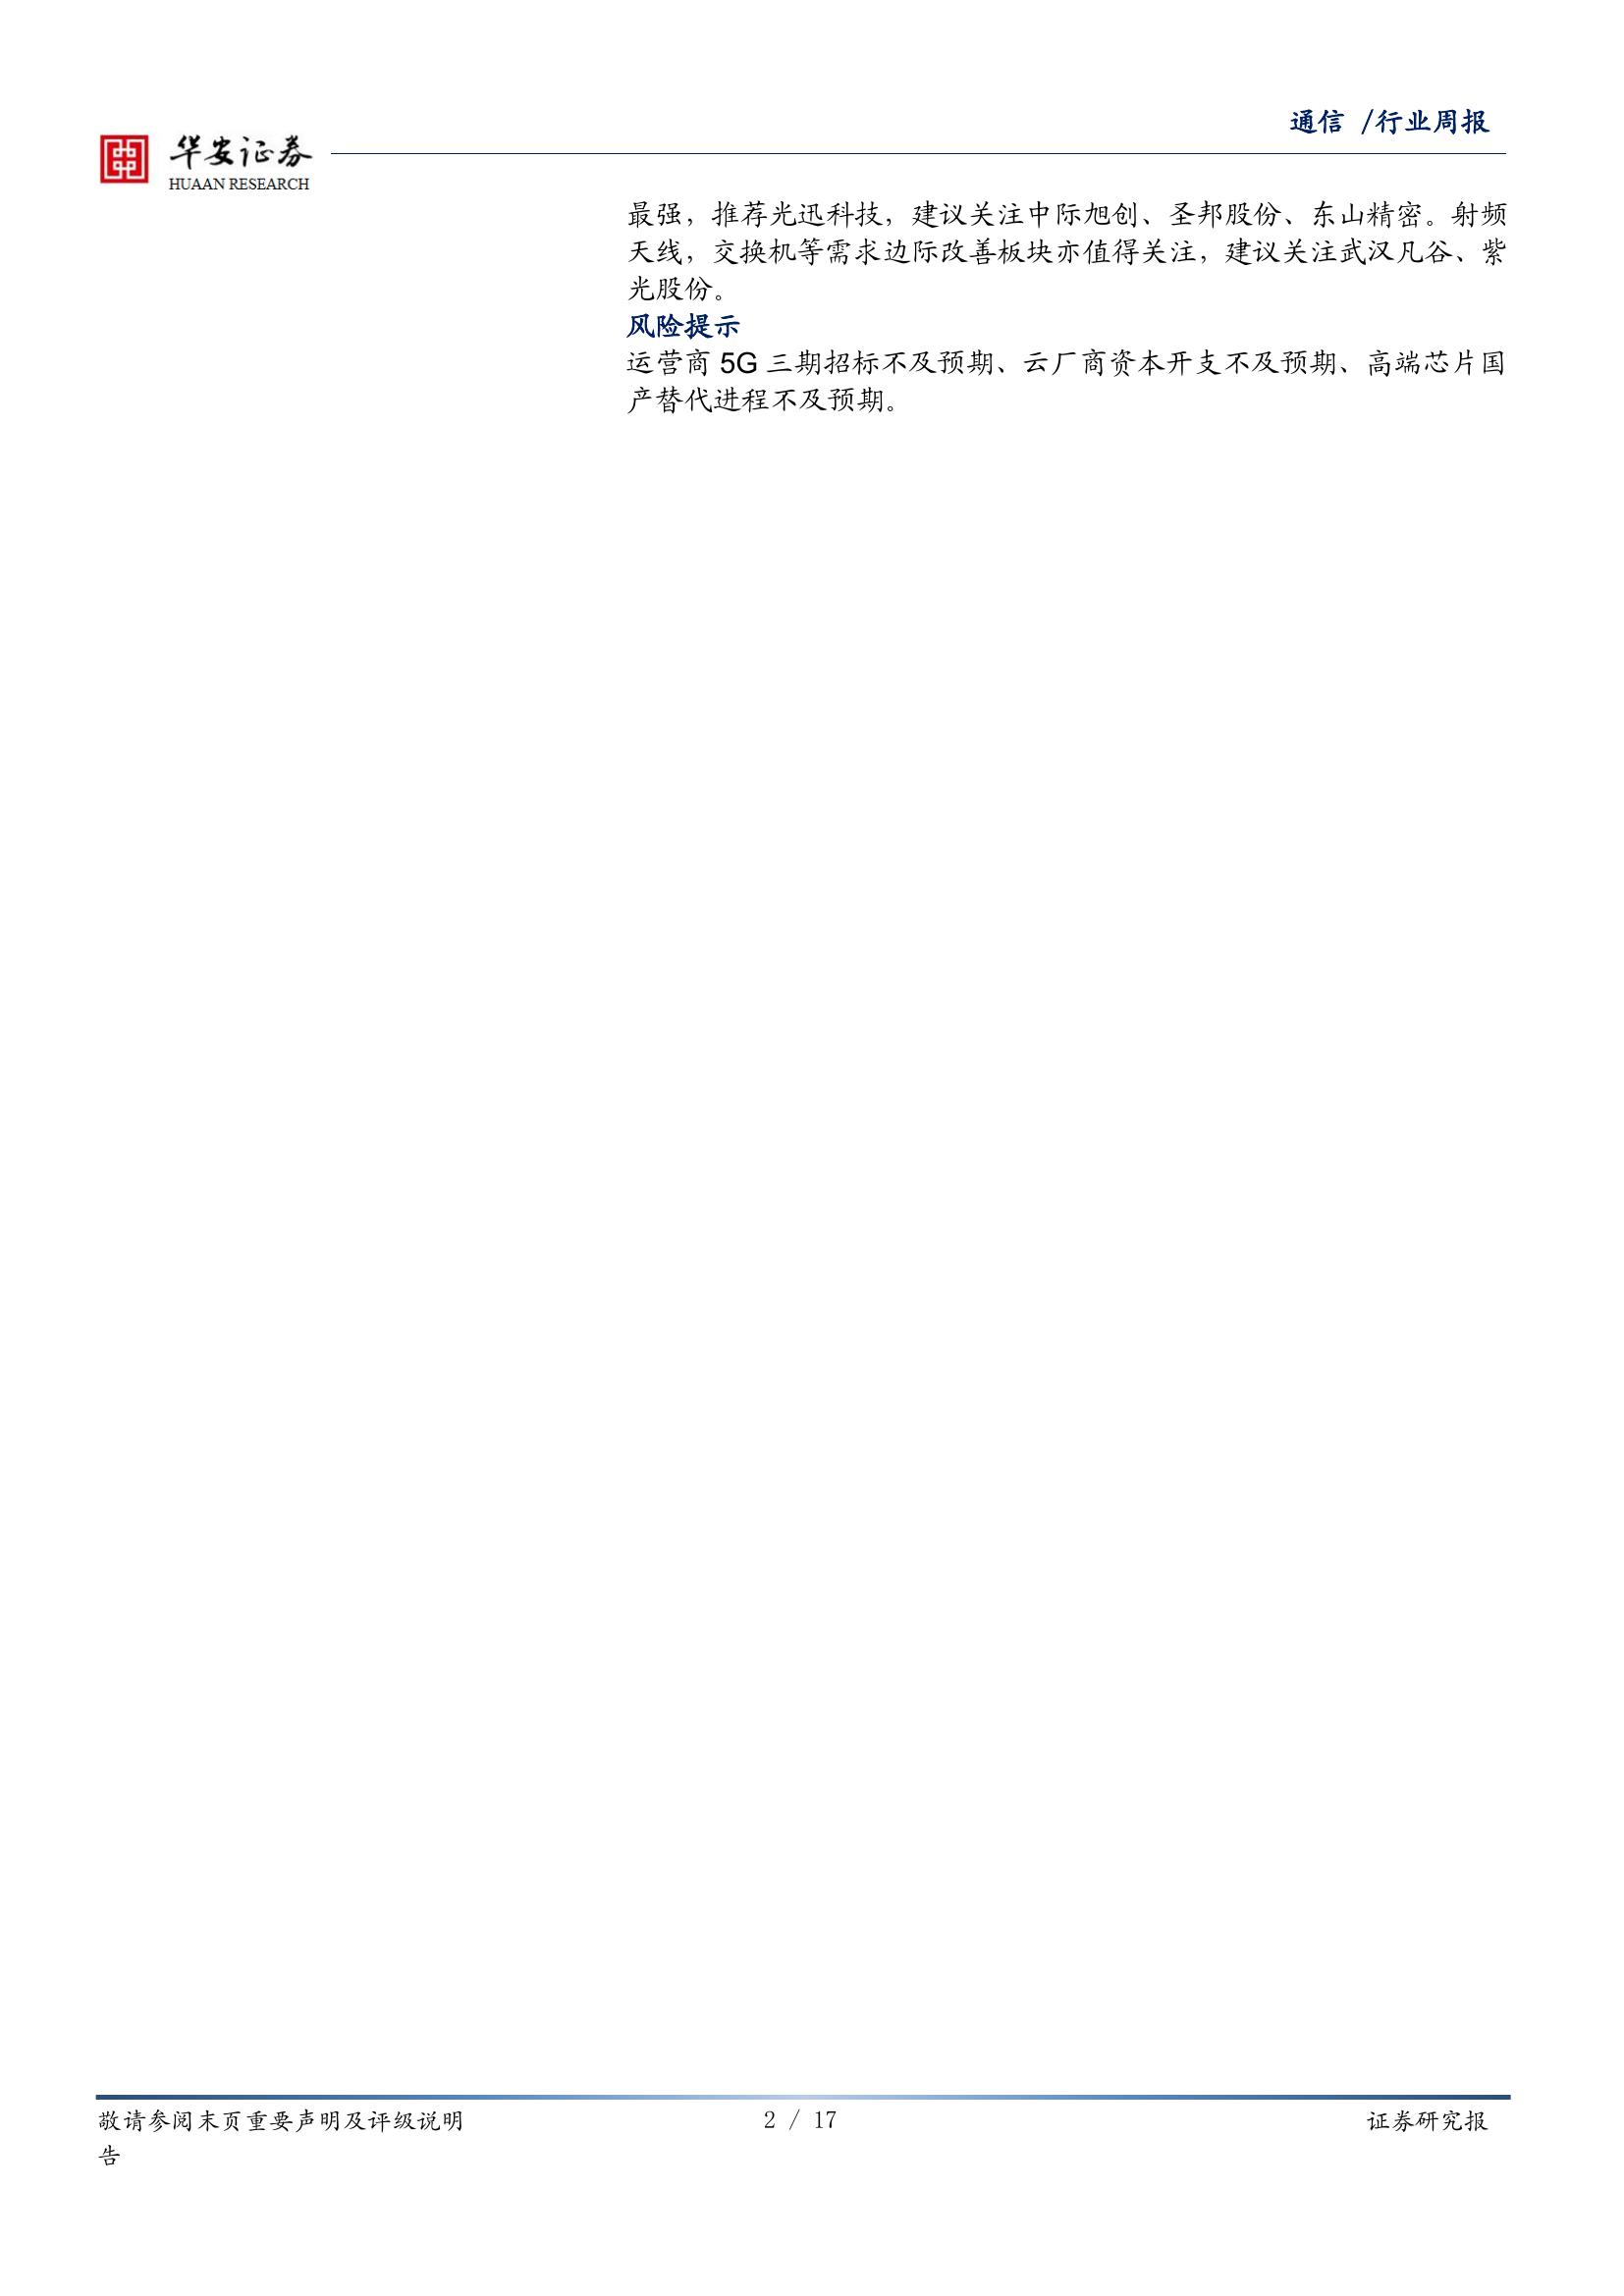 通信 /行业周报
华安证券
HUAAN RESEARCH
最强，推荐光迅科技，建议关注中际旭创、圣邦股份、东山精密。射频
天线，交换机等需求边际改善板块亦值得关注，建议关注武汉凡谷、紫
光股份。
风险提示
运营商 5G 三期招标不及预期、云厂商资本开支不及预期、高端芯片国
产替代进程不及预期。
敬请参阅末页重要声明及评级说明
2 / 17
证券研究报
告